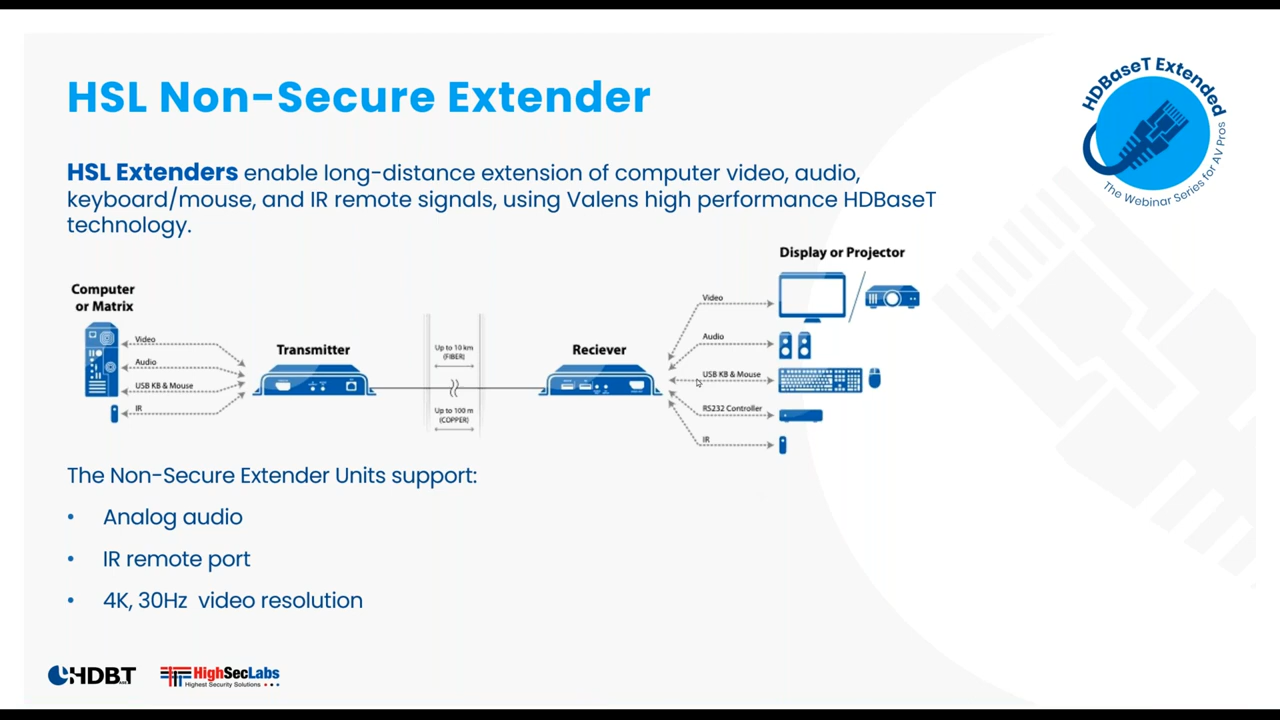 HSL Non-Secure Extender
HDBaseT Extended
The Webinar Series for AV Pros
HSL Extenders enable long-distance extension of computer video, audio,
keyboard/mouse, and IR remote signals, using Valens high performance HDBaseT
technology.
Computer
or Matrix
Video
Audio
USB KB & Mouse
IR
Transmitter
Up to 10 km
(FIBER)
Up to 100 m
(COPPER)
Reciever
Display or Projector
Video
Audio
USB KB & Mouse
RS232 Controller
IR
The Non-Secure Extender Units support:
• Analog audio
• IR remote port
• 4K, 30Hz video resolution
HDBT
HighSecLabs
Highest Security Solutions